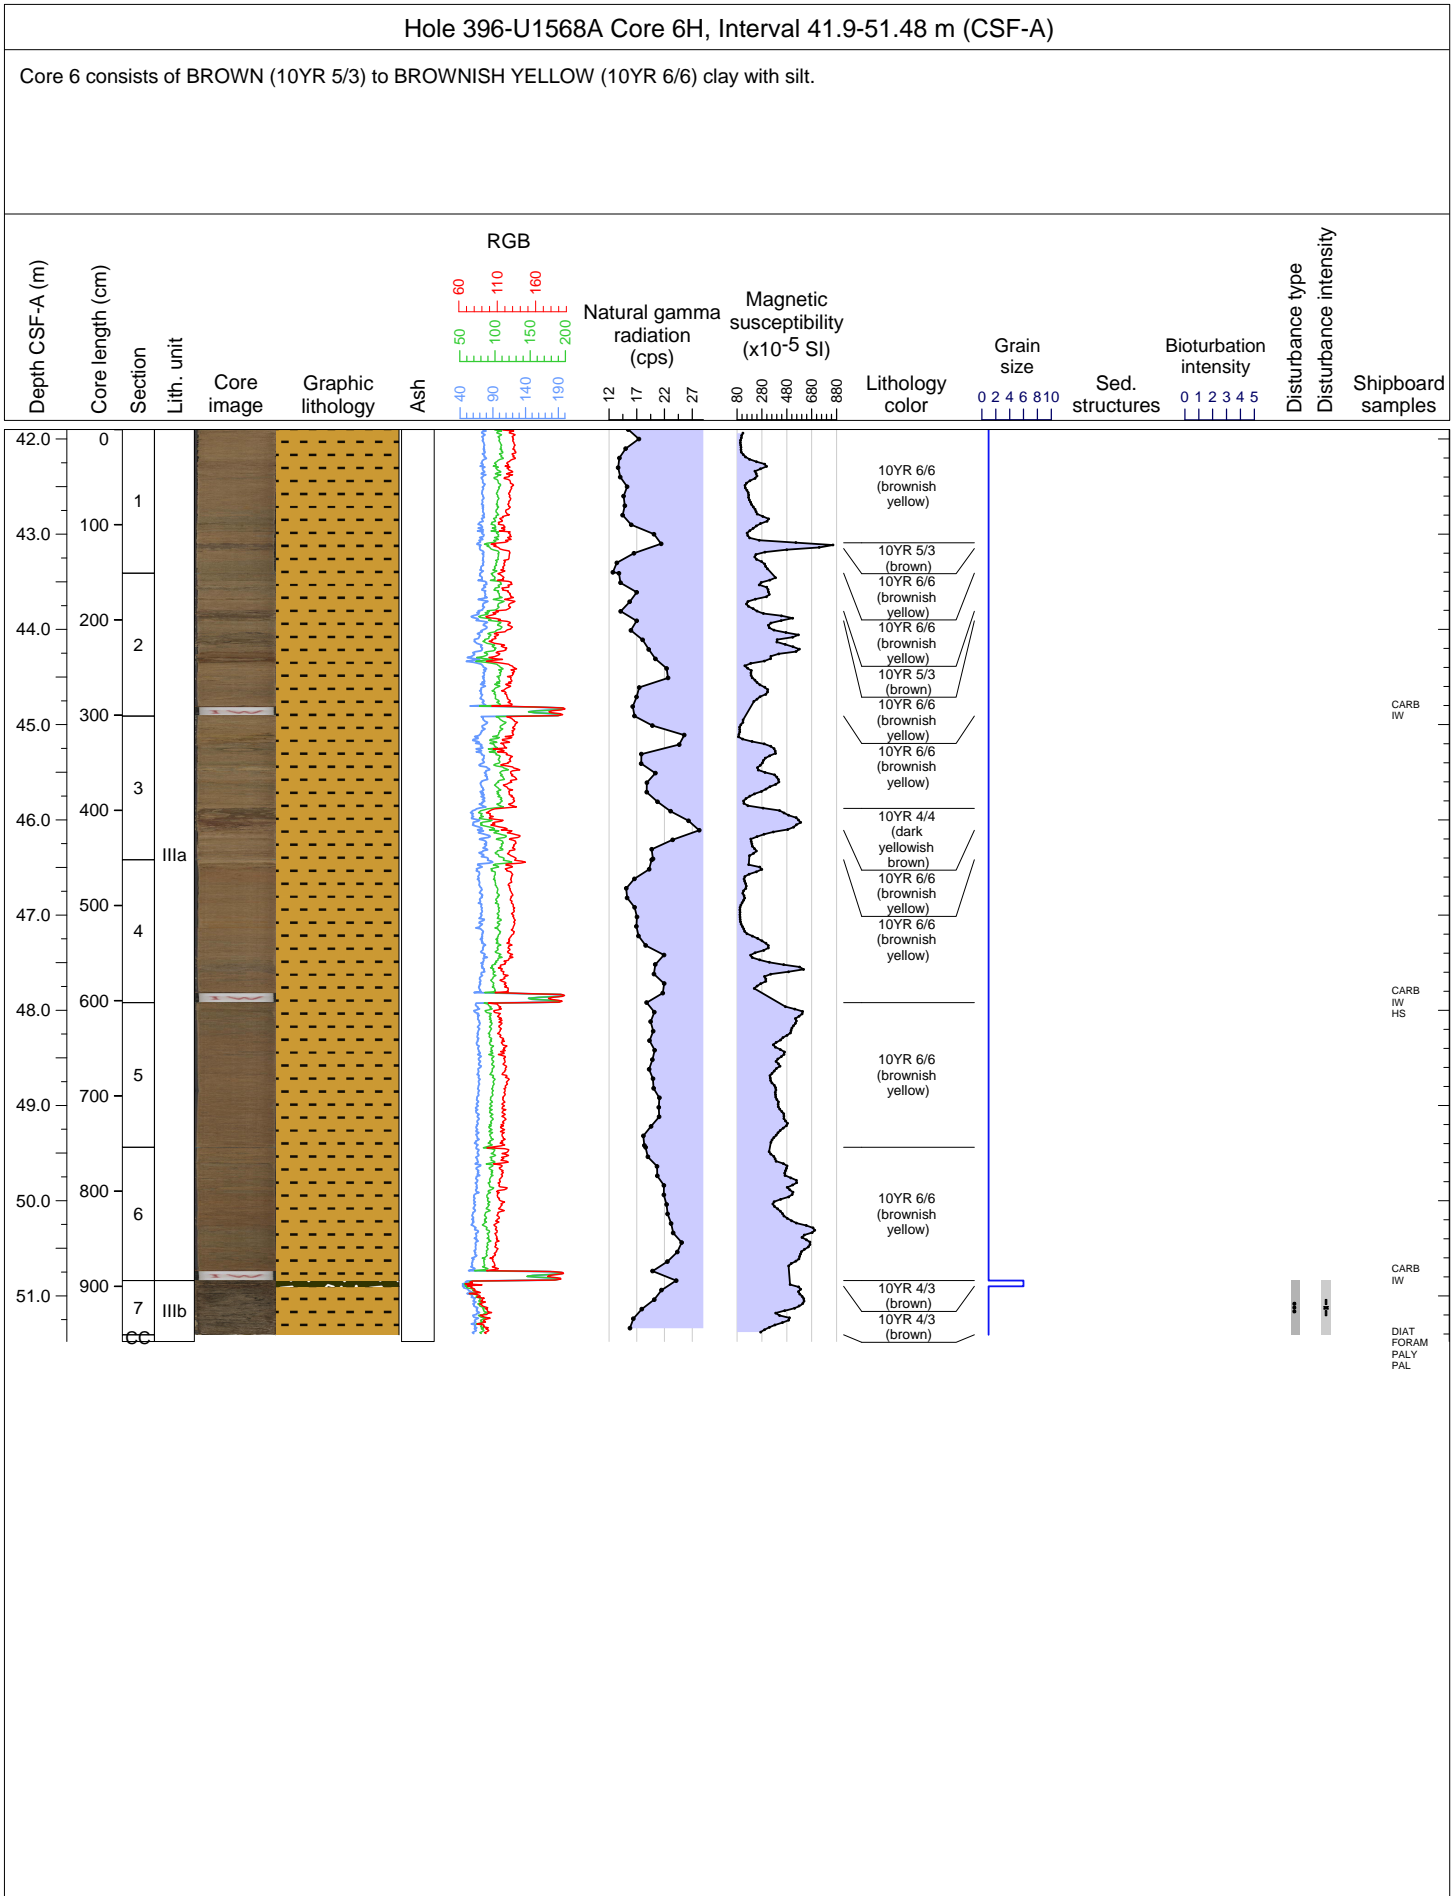 Hole 396-U1568A Core 6H, Interval 41.9-51.48 m (CSF-A)
Core 6 consists of BROWN (10YR 5/3) to BROWNISH YELLOW (10YR 6/6) clay with silt.
Depth CSF-A (m)
Core length (cm)
Section
Lith. unit
Core
image
Graphic
lithology
Ash
RGB
60 110 160
50 100 150 200
40 90 140 190
Natural gamma
radiation
(cps)
12 17 22 27
Magnetic
susceptibility
(x10-5 SI)
80 280 480 680 880
Lithology
color
Grain
size
0 2 4 6 8 10
Sed.
structures
Bioturbation
intensity
0 1 2 3 4 5
Disturbance type
Disturbance intensity
Shipboard
samples
42.0
43.0
44.0
45.0
46.0
47.0
48.0
49.0
50.0
51.0
0
100
200
300
400
500
600
700
800
900
1
2
3
4
5
6
7
CC
IIIa
IIIb
IW
IW
IW
10YR 6/6
(brownish
yellow)
10YR 5/3
(brown)
10YR 6/6
(brownish
yellow)
10YR 6/6
(brownish
yellow)
10YR 5/3
(brown)
10YR 6/6
(brownish
yellow)
10YR 6/6
(brownish
yellow)
10YR 4/4
(dark
yellowish
brown)
10YR 6/6
(brownish
yellow)
10YR 6/6
(brownish
yellow)
10YR 6/6
(brownish
yellow)
10YR 6/6
(brownish
yellow)
10YR 4/3
(brown)
10YR 4/3
(brown)
CARB
IW
CARB
IW
HS
CARB
IW
DIAT
FORAM
PALY
PAL